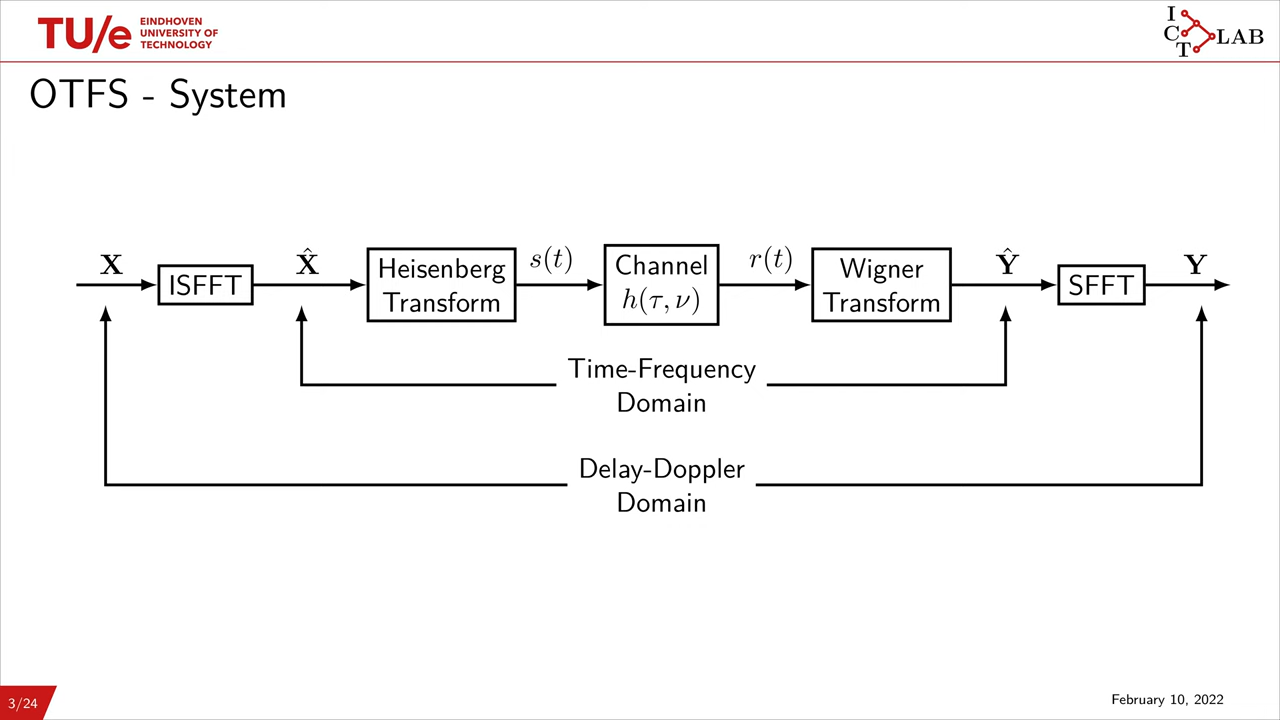 TU/e EINDHOVEN
UNIVERSITY OF
TECHNOLOGY
I
C
T LAB
OTFS - System
X
ISFFT
X̂
Heisenberg
Transform
s(t)
Channel
h(τ, ν)
r(t)
Wigner
Transform
Ŷ
SFFT
Y
Time-Frequency
Domain
Delay-Doppler
Domain
3/24
February 10, 2022